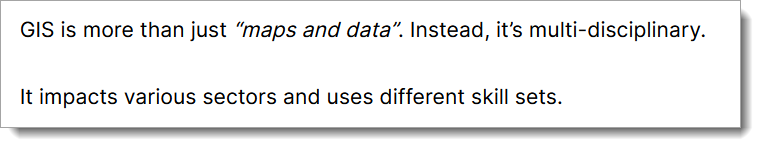 GIS is more than just “maps and data”. Instead, it’s multi-disciplinary.
It impacts various sectors and uses different skill sets.